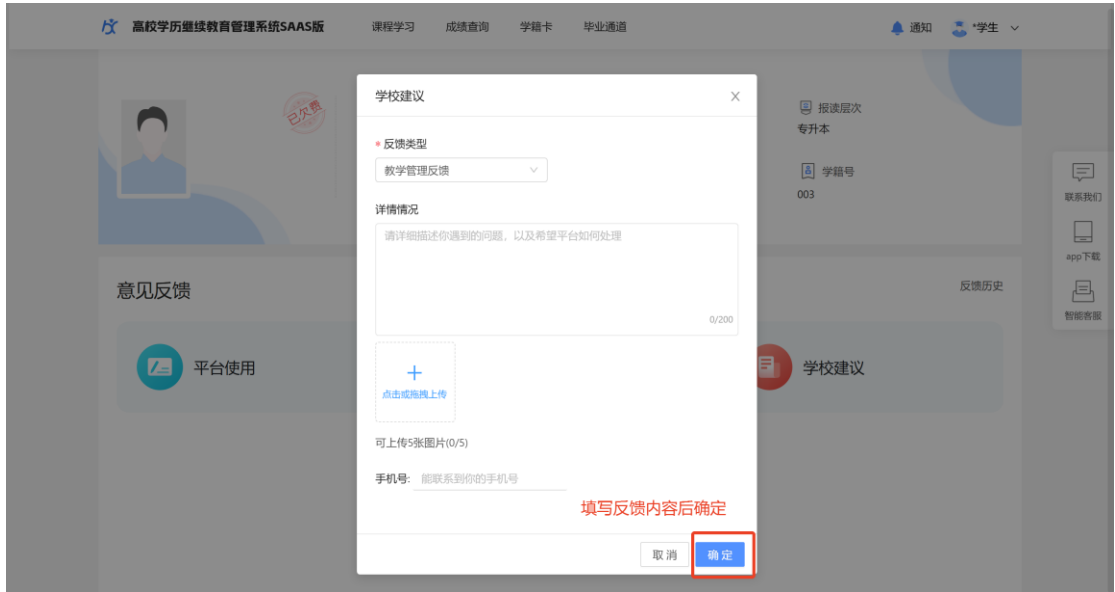 高校学历继续教育管理系统SAAS版 课程学习 成绩查询 学籍卡 毕业通道 通知 *学生
学校建议
已欠费
报读层次
专升本
* 反馈类型
教学管理反馈
学籍号
003
联系我们
详情情况
请详细描述你遇到的问题，以及希望平台如何处理
app下载
意见反馈
反馈历史
0/200
智能客服
平台使用
学校建议
点击或拖拽上传
可上传5张图片(0/5)
手机号: 能联系到你的手机号
填写反馈内容后确定
取消 确定